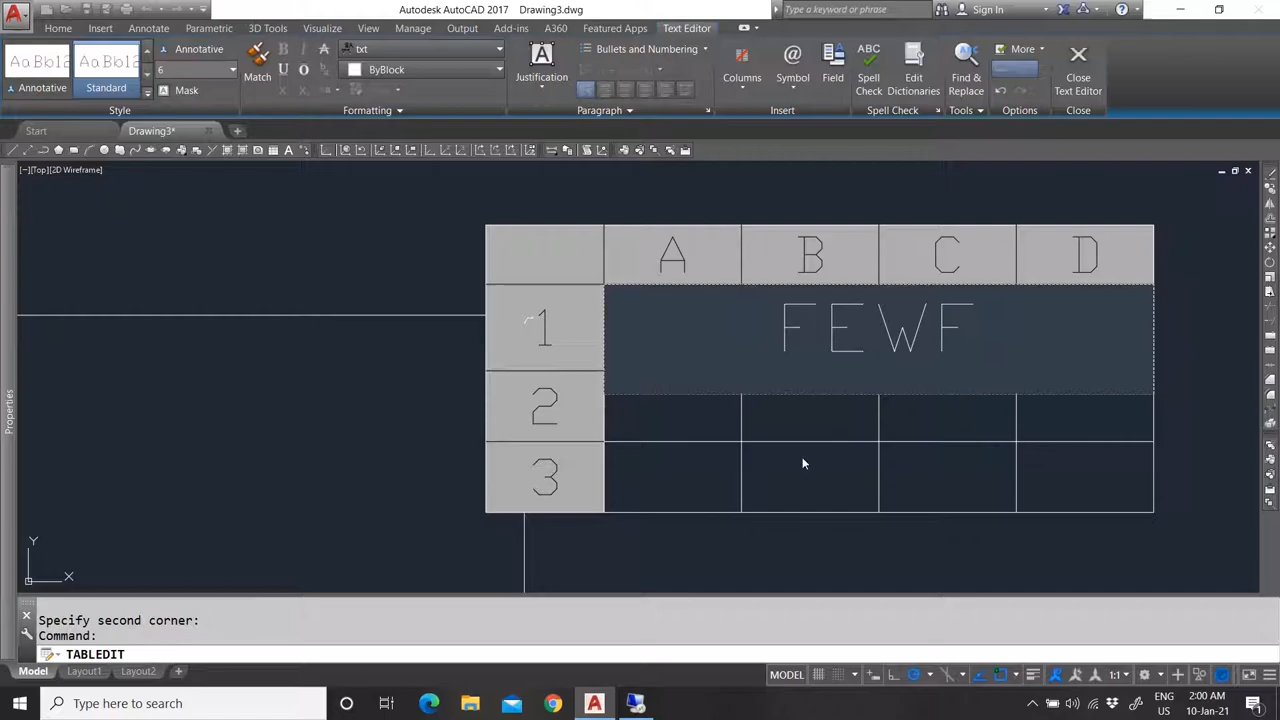 Autodesk AutoCAD 2017 Drawing3.dwg
Type a keyword or phrase
Sign In
Home Insert Annotate Parametric 3D Tools Visualize View Manage Output Add-ins A360 Featured Apps Text Editor
Annotative
Standard
Annotative
6
Mask
Style
Match
B I A
U O
txt
ByBlock
Formatting
Justification
Bullets and Numbering
Paragraph
Columns
Symbol
Field
Insert
Spell Check
Edit Dictionaries
Spell Check
Find & Replace
Tools
More
Options
Close Text Editor
Close
Start
Drawing3*
[−][Top][2D Wireframe]
Properties
A B C D
1 FEWF
2
3
Y
X
Specify second corner:
Command:
TABLEDIT
Model Layout1 Layout2
MODEL
1:1
Type here to search
ENG
US
2:00 AM
10-Jan-21